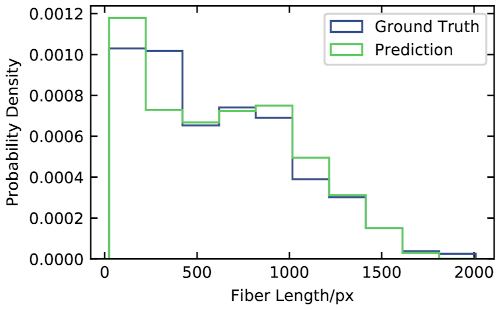 0.0012
0.0010
0.0008
0.0006
0.0004
0.0002
0.0000
Probability Density
Ground Truth
Prediction
0 500 1000 1500 2000
Fiber Length/px